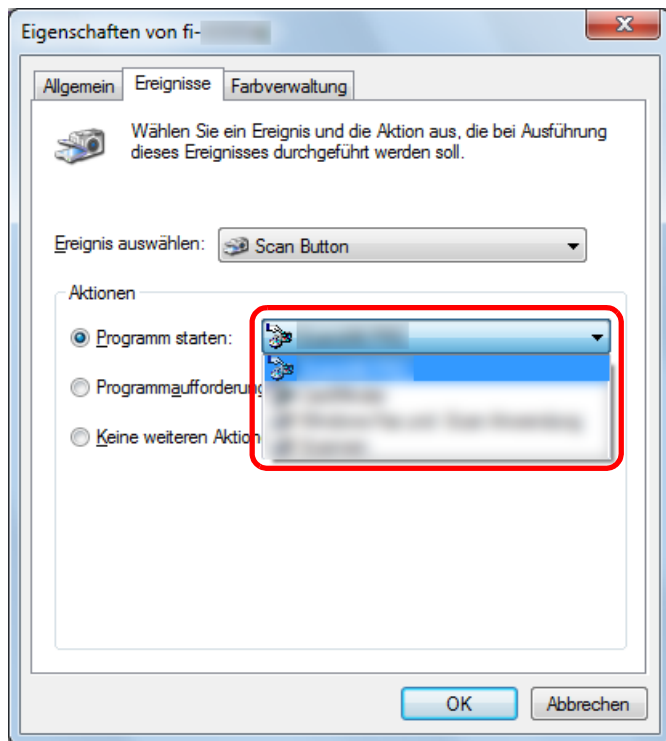 Eigenschaften von fi-
Allgemein
Ereignisse
Farbverwaltung
Wählen Sie ein Ereignis und die Aktion aus, die bei Ausführung
dieses Ereignisses durchgeführt werden soll.
Ereignis auswählen:
Scan Button
Aktionen
Programm starten:
Programmaufforderung
Keine weiteren Aktion
OK
Abbrechen